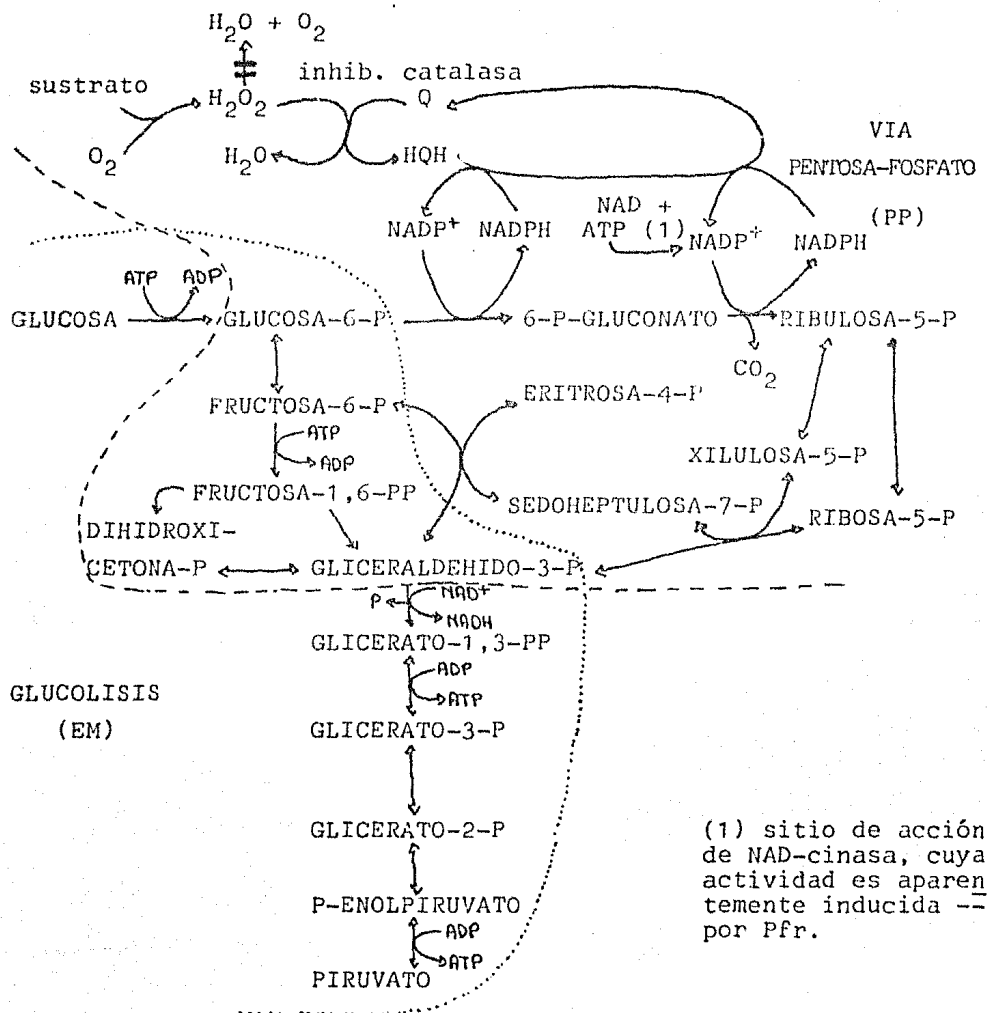 H2O + O2
inhib. catalasa
sustrato
H2O2
Q
O2
H2O
HQH
VIA
PENTOSA-FOSFATO
(PP)
NAD +
ATP (1)
NADP+
NADPH
NADP+
NADPH
ATP
ADP
GLUCOSA
GLUCOSA-6-P
6-P-GLUCONATO
RIBULOSA-5-P
CO2
FRUCTOSA-6-P
ERITROSA-4-P
ATP
ADP
XILULOSA-5-P
FRUCTOSA-1,6-PP
SEDOHEPTULOSA-7-P
RIBOSA-5-P
DIHIDROXI-
CETONA-P
GLICERALDEHIDO-3-P
P
NAD+
NADH
GLICERATO-1,3-PP
ADP
ATP
GLUCOLISIS
(EM)
GLICERATO-3-P
GLICERATO-2-P
P-ENOLPIRUVATO
ADP
ATP
PIRUVATO
(1) sitio de acción
de NAD-cinasa, cuya
actividad es aparen
temente inducida --
por Pfr.